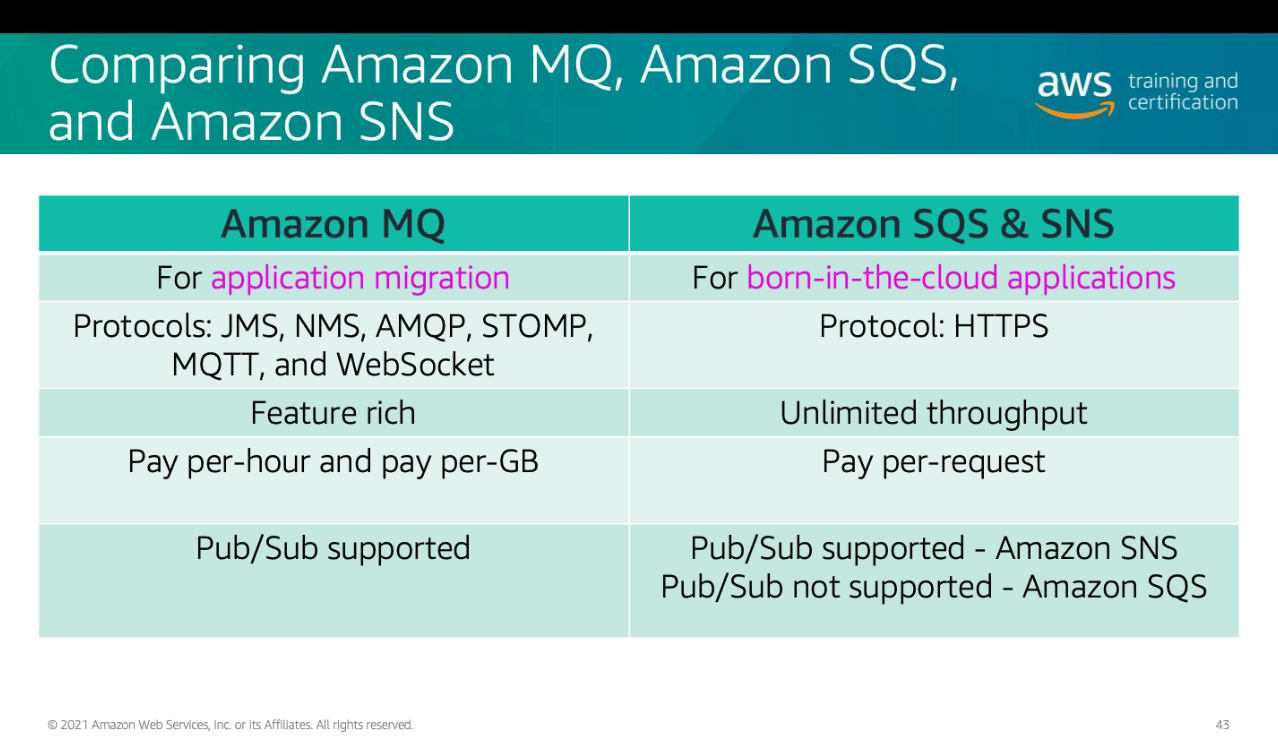 Comparing Amazon MQ, Amazon SQS,
and Amazon SNS
aws training and
certification
Amazon MQ
Amazon SQS & SNS
For application migration
For born-in-the-cloud applications
Protocols: JMS, NMS, AMQP, STOMP,
MQTT, and WebSocket
Protocol: HTTPS
Feature rich
Unlimited throughput
Pay per-hour and pay per-GB
Pay per-request
Pub/Sub supported
Pub/Sub supported - Amazon SNS
Pub/Sub not supported - Amazon SQS
© 2021 Amazon Web Services, Inc. or its Affiliates. All rights reserved.
43